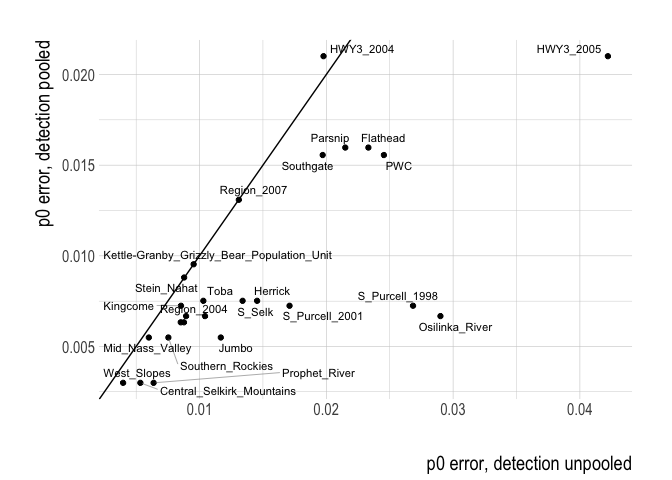 p0 error, detection pooled
0.020
0.015
0.010
0.005
HWY3_2004
HWY3_2005
Parsnip
Flathead
Southgate
PWC
Region_2007
Kettle-Granby_Grizzly_Bear_Population_Unit
Stein_Nahat
Toba
Herrick
S_Purcell_1998
Kingcome
Region_2004
S_Selk
S_Purcell_2001
Osilinka_River
Mid_Nass_Valley
Jumbo
Southern_Rockies
West_Slopes
Prophet_River
Central_Selkirk_Mountains
0.01
0.02
0.03
0.04
p0 error, detection unpooled